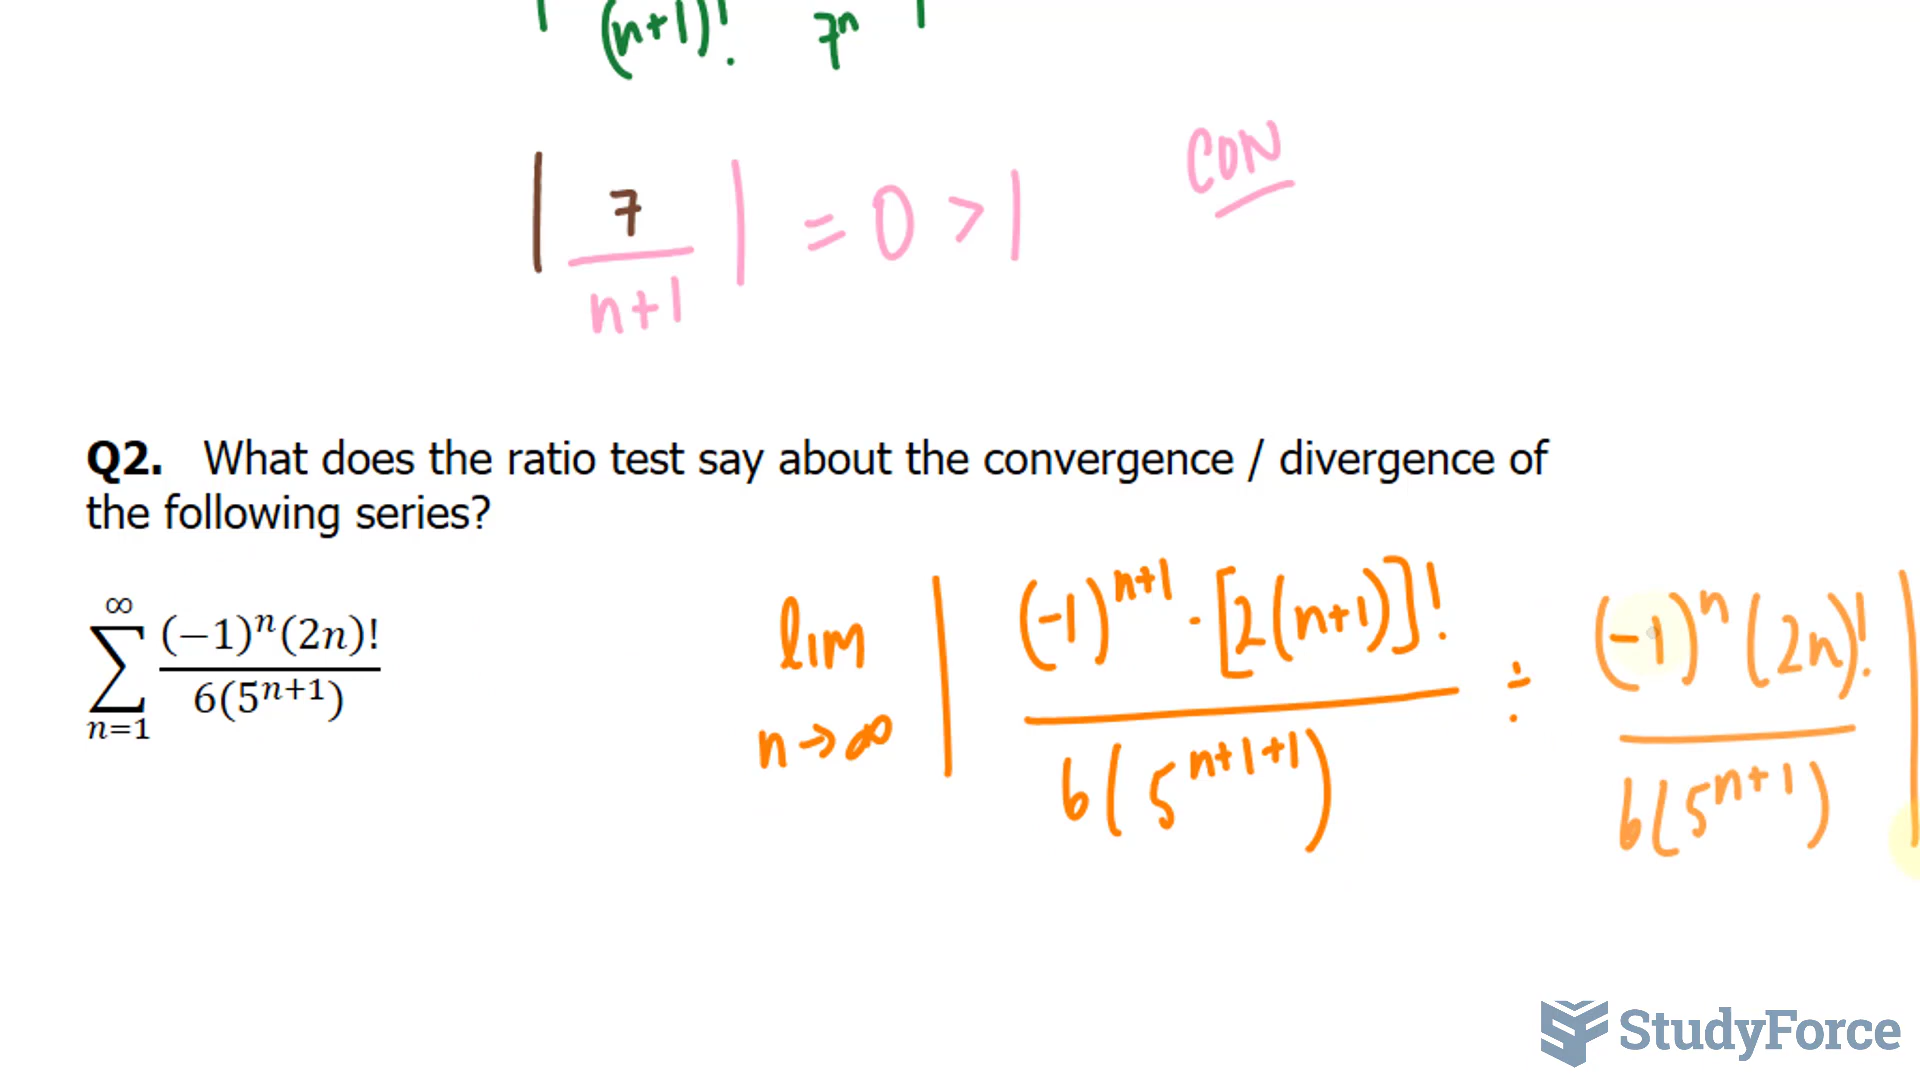 (n+1)! 7ⁿ
| 7 / n+1 | = 0 > 1 CON
Q2. What does the ratio test say about the convergence / divergence of
the following series?
∑_{n=1}^{∞} (−1)ⁿ(2n)! / 6(5ⁿ⁺¹)
lim n→∞ | (-1)ⁿ⁺¹ · [2(n+1)]! / 6(5ⁿ⁺¹⁺¹) ÷ (-1)ⁿ (2n)! / 6(5ⁿ⁺¹) |
StudyForce